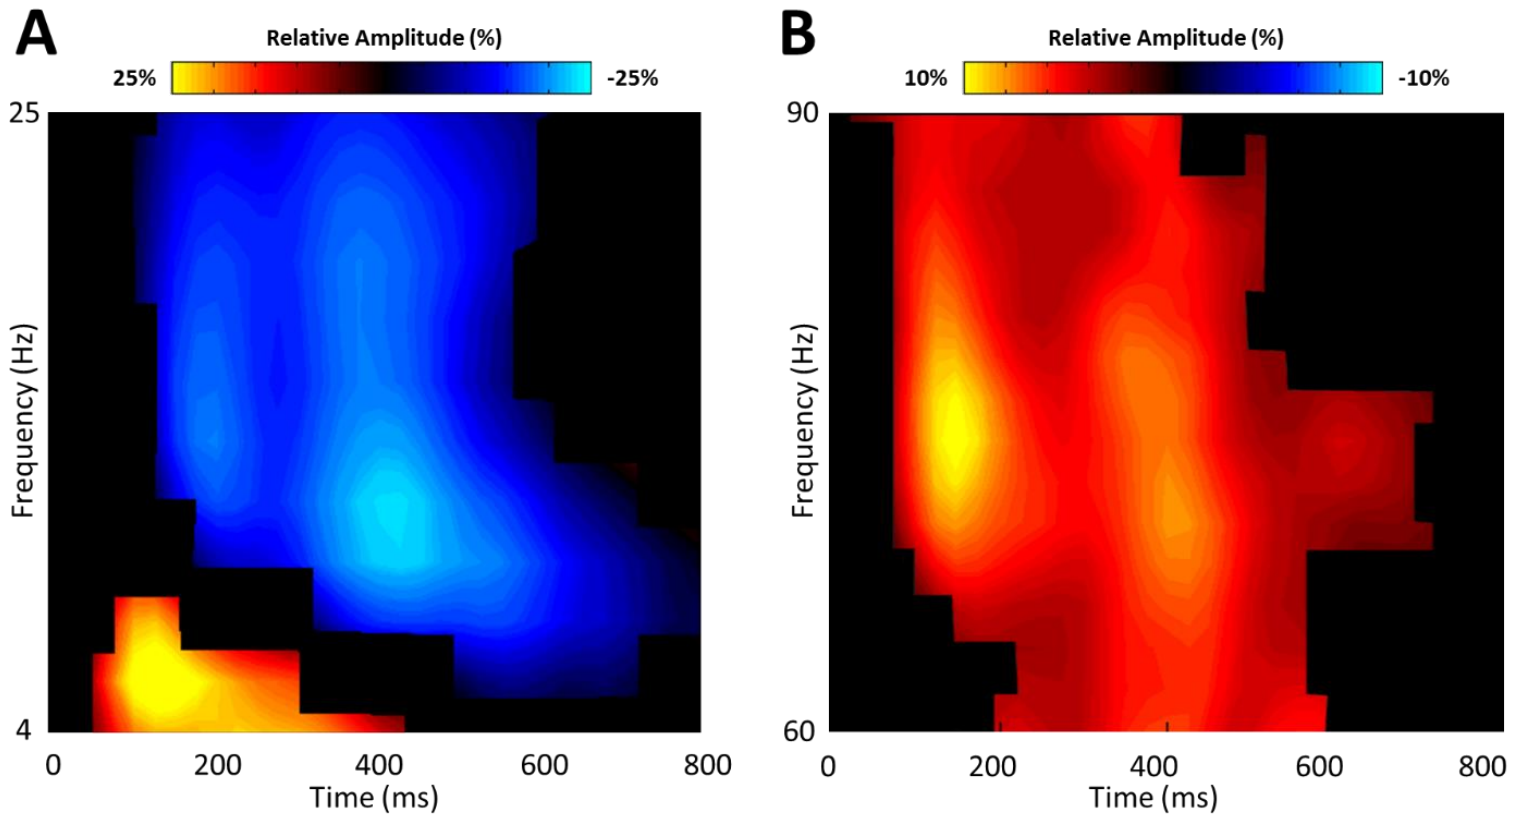 A
Relative Amplitude (%)
25%
-25%
25
Frequency (Hz)
4
0 200 400 600 800
Time (ms)
B
Relative Amplitude (%)
10%
-10%
90
Frequency (Hz)
60
0 200 400 600 800
Time (ms)